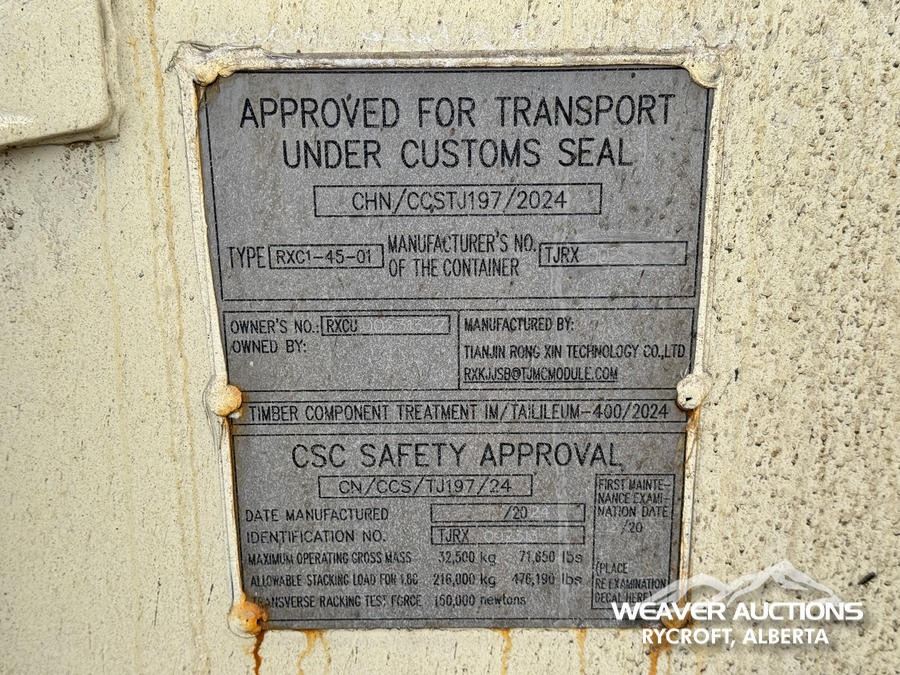 APPROVED FOR TRANSPORT
UNDER CUSTOMS SEAL
CHN/CCSTJ197/2024
TYPE RXC1-45-01 MANUFACTURER'S NO. OF THE CONTAINER TJRX
OWNER'S NO.: RXCU
OWNED BY:
MANUFACTURED BY:
TIANJIN RONG XIN TECHNOLOGY CO.,LTD
RXKJJSB@TJMCMODULE.COM
TIMBER COMPONENT TREATMENT IM/TAILILEUM-400/2024
CSC SAFETY APPROVAL
CN/CCS/TJ197/24
DATE MANUFACTURED /20
IDENTIFICATION NO. TJRX
MAXIMUM OPERATING GROSS MASS 32,500 kg 71,650 lbs
ALLOWABLE STACKING LOAD FOR 1.8G 216,000 kg 476,190 lbs
TRANSVERSE RACKING TEST FORCE 150,000 newtons
FIRST MAINTE-
NANCE EXAMI-
NATION DATE
/20
(PLACE
RE EXAMINATION
DECAL HERE)
WEAVER AUCTIONS
RYCROFT, ALBERTA